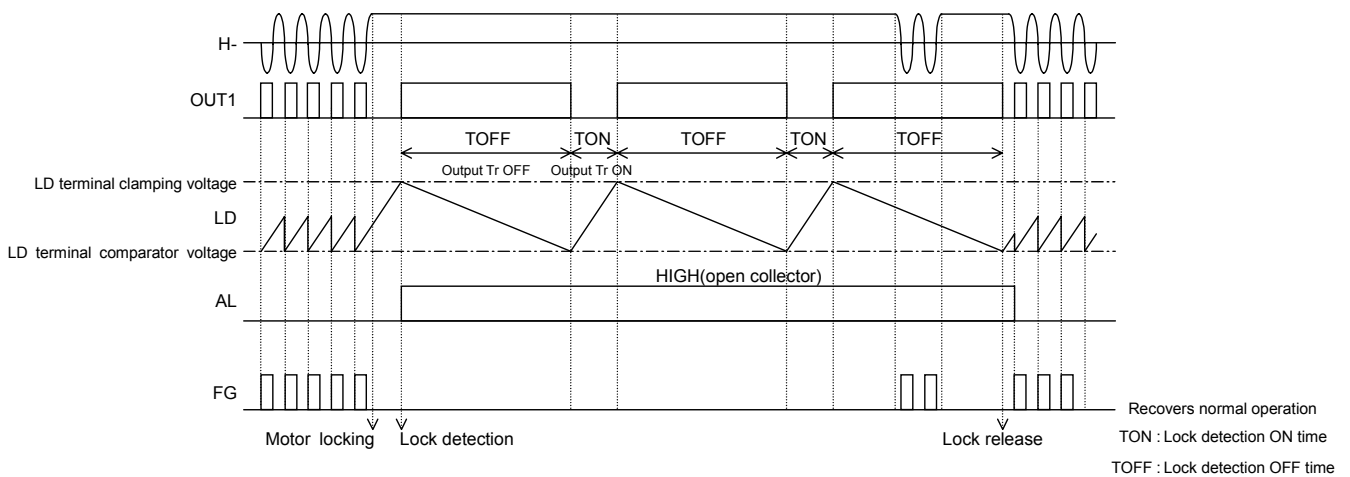 H-
OUT1
TOFF TON TOFF TON TOFF
Output Tr OFF Output Tr ON
LD terminal clamping voltage
LD
LD terminal comparator voltage
HIGH(open collector)
AL
FG
Recovers normal operation
Motor locking Lock detection Lock release TON : Lock detection ON time
TOFF : Lock detection OFF time